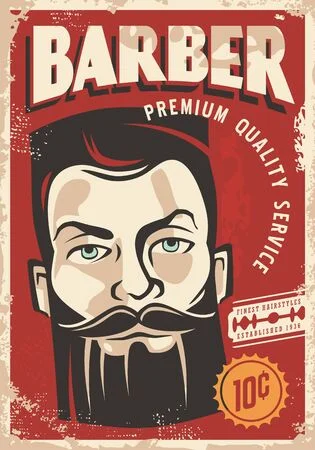 BARBER
PREMIUM QUALITY SERVICE
FINEST HAIRSTYLES
ESTABLISHED 1936
10¢